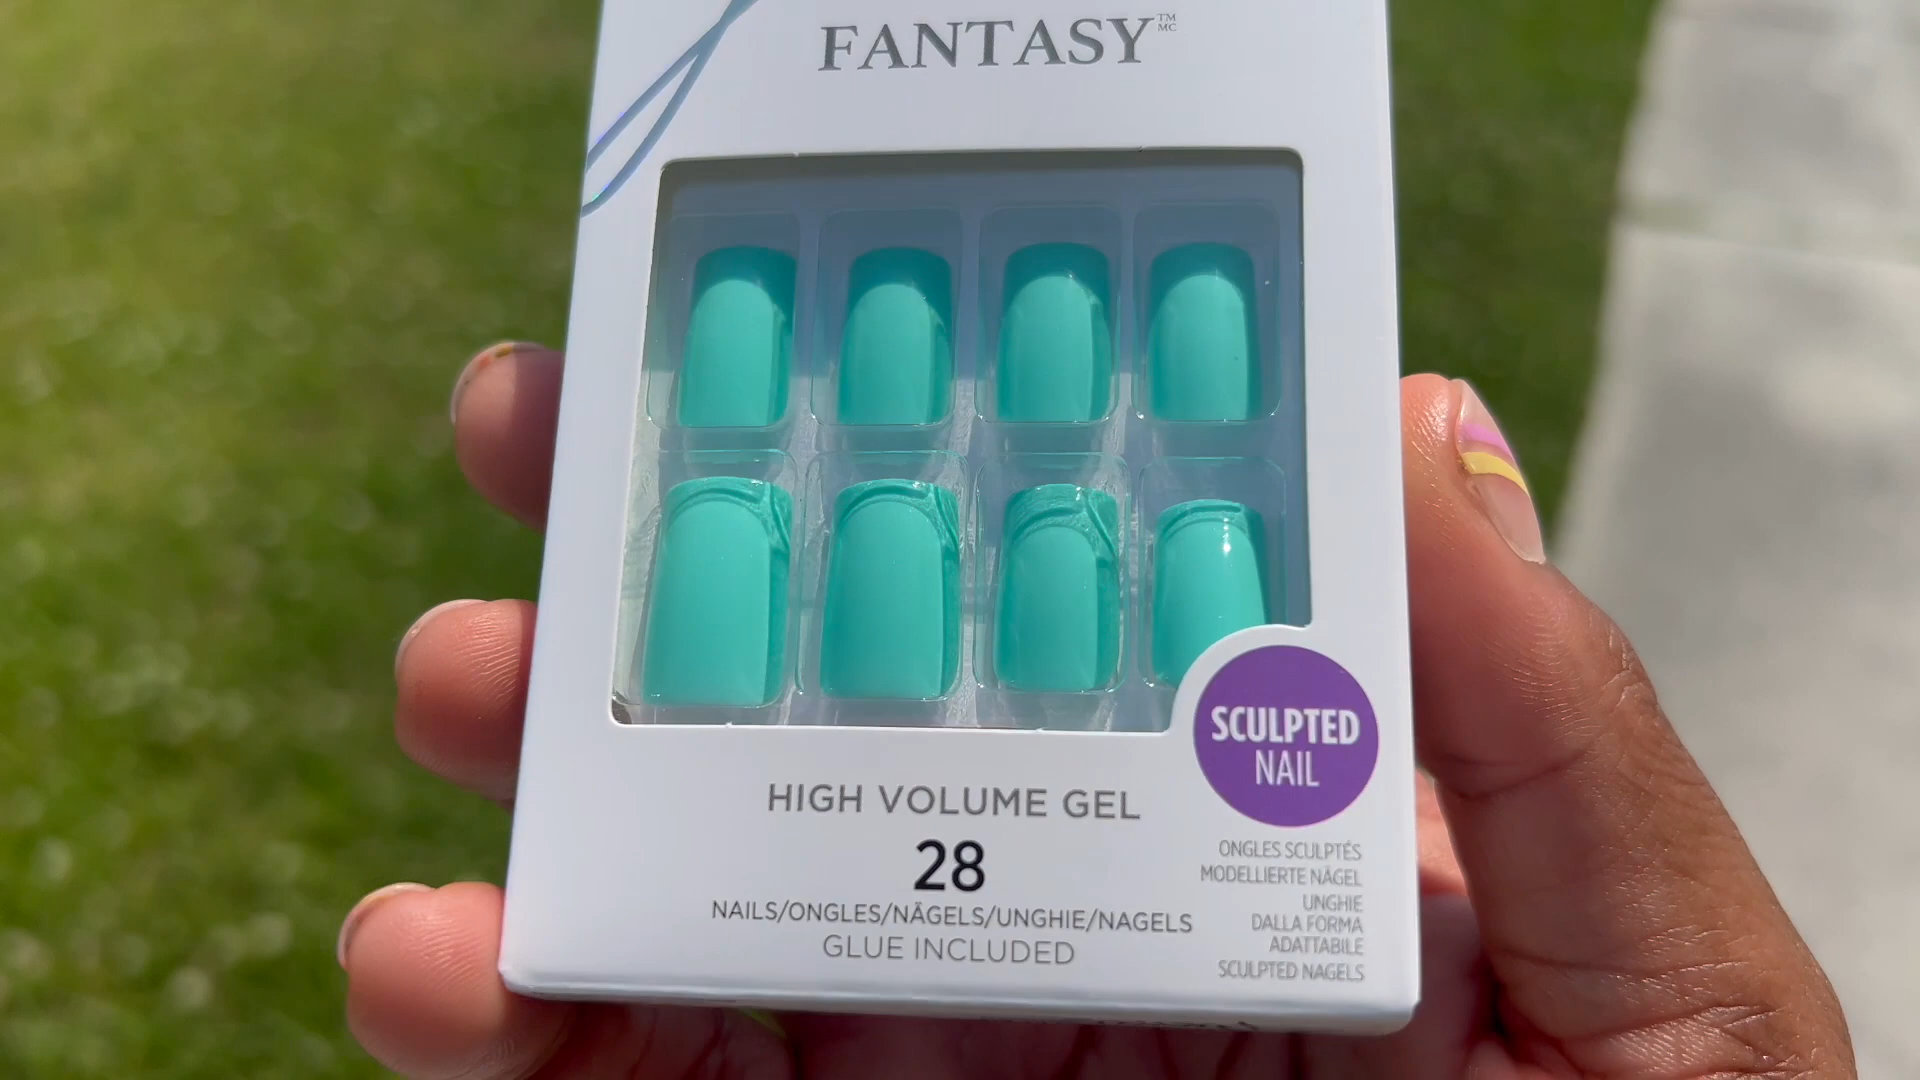 FANTASY™
MC
SCULPTED
NAIL
HIGH VOLUME GEL
28
NAILS/ONGLES/NÄGELS/UNGHIE/NAGELS
GLUE INCLUDED
ONGLES SCULPTÉS
MODELLIERTE NÄGEL
UNGHIE
DALLA FORMA
ADATTABILE
SCULPTED NAGELS